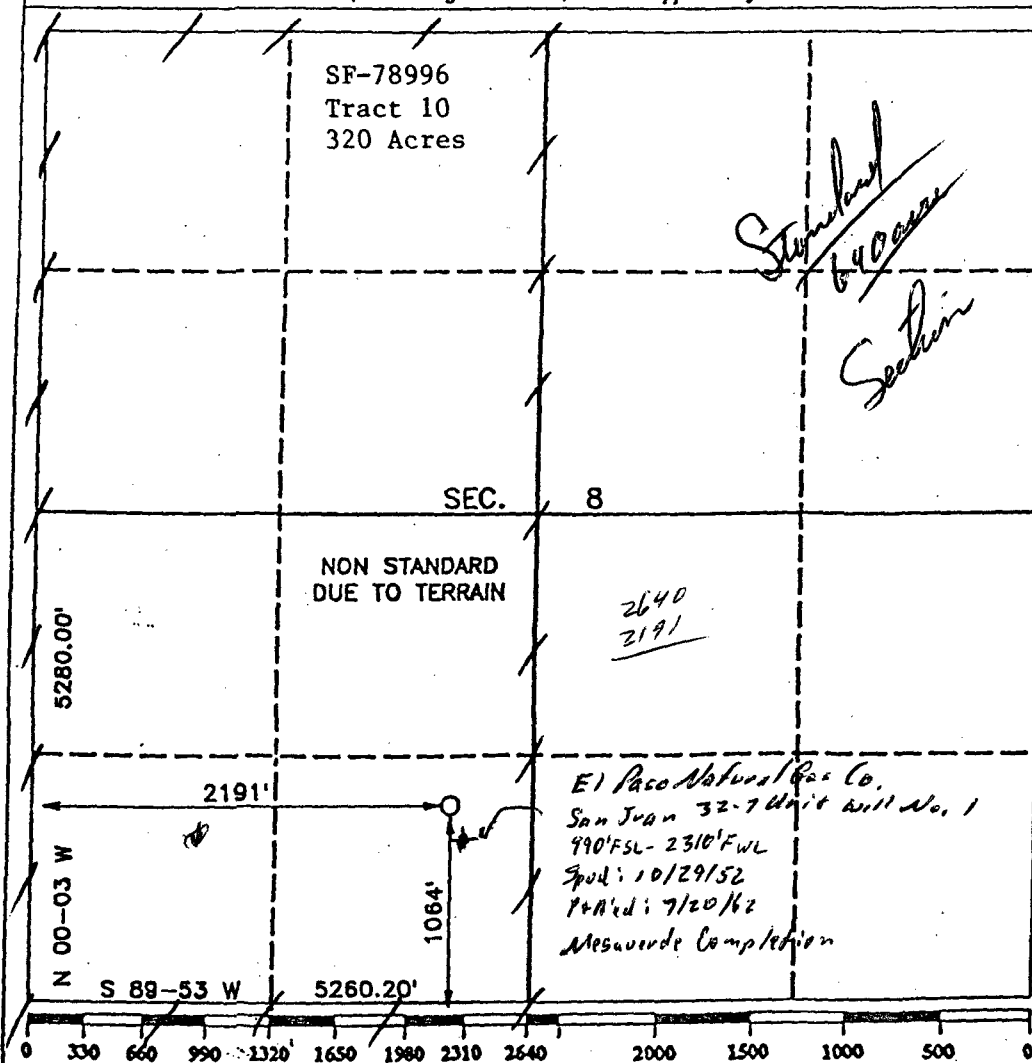 SF-78996
Tract 10
320 Acres
Standard
640 acre
Section
SEC. 8
NON STANDARD
DUE TO TERRAIN
2640
2191
5280.00'
N 00-03 W
2191'
1064'
El Paso Natural Gas Co.
San Juan 32-7 Unit Well No. 1
990'FSL-2310'FWL
Spud: 10/29/52
P+A'ed: 9/20/62
Mesaverde Completion
S 89-53 W 5260.20'
0 330 660 990 1320' 1650 1980 2310 2640 2000 1500 1000 500 0